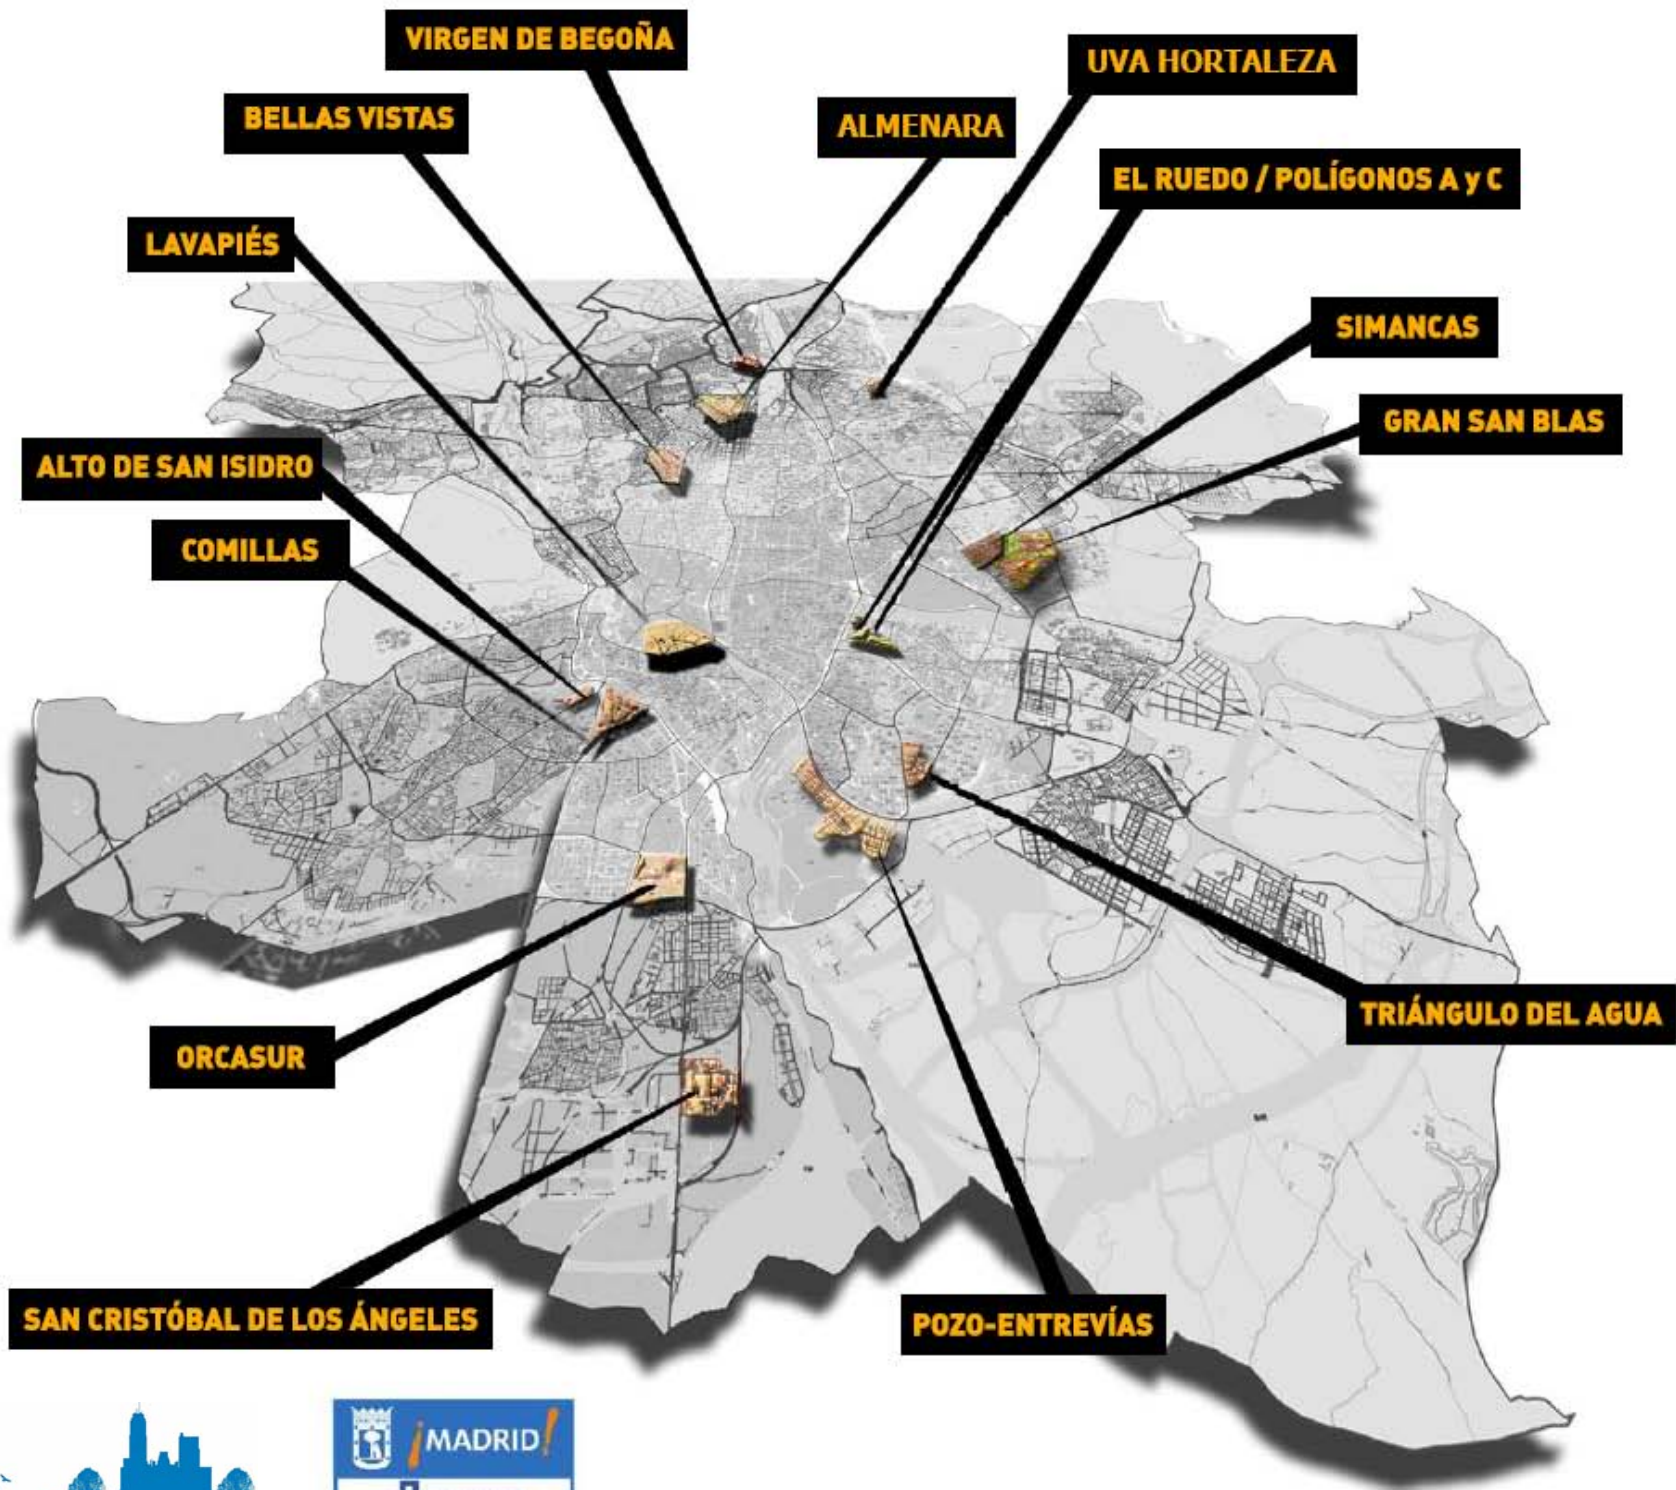 VIRGEN DE BEGOÑA
UVA HORTALEZA
BELLAS VISTAS
ALMENARA
EL RUEDO / POLÍGONOS A y C
LAVAPIÉS
SIMANCAS
GRAN SAN BLAS
ALTO DE SAN ISIDRO
COMILLAS
TRIÁNGULO DEL AGUA
ORCASUR
SAN CRISTÓBAL DE LOS ÁNGELES
POZO-ENTREVÍAS
¡MADRID!